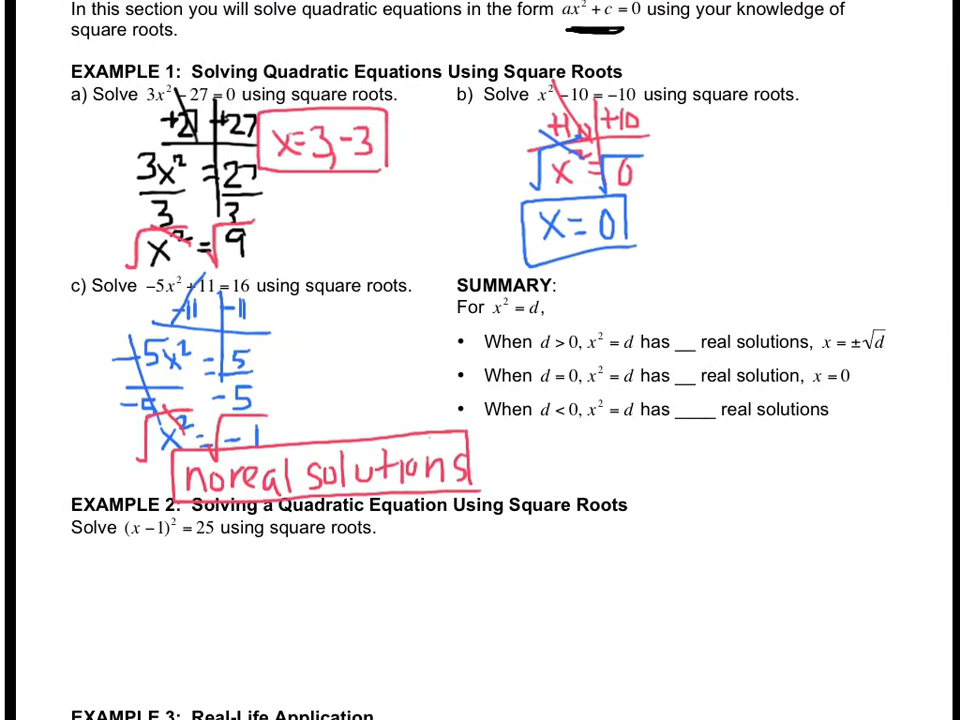 In this section you will solve quadratic equations in the form ax² + c = 0 using your knowledge of
square roots.
EXAMPLE 1: Solving Quadratic Equations Using Square Roots
a) Solve 3x² − 27 = 0 using square roots.
+27 +27
3x² = 27
3 3
√x² = √9
x=3,-3
b) Solve x² − 10 = −10 using square roots.
+10 +10
√x² = √0
x=0
c) Solve −5x² + 11 = 16 using square roots.
-11 -11
-5x² = 5
-5 -5
√x² = √-1
no real solutions
SUMMARY:
For x² = d,
• When d > 0, x² = d has __ real solutions, x = ±√d
• When d = 0, x² = d has __ real solution, x = 0
• When d < 0, x² = d has ____ real solutions
EXAMPLE 2: Solving a Quadratic Equation Using Square Roots
Solve (x − 1)² = 25 using square roots.
EXAMPLE 3: Real-Life Application